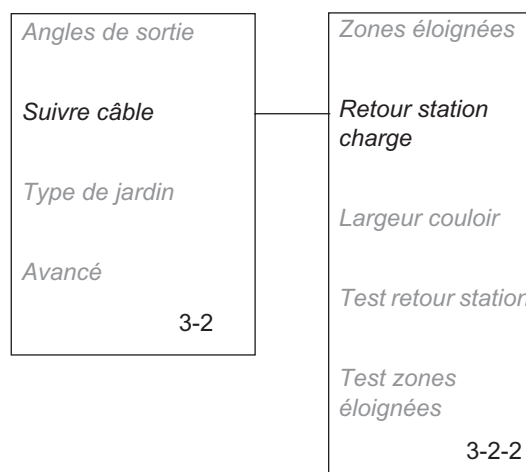 Angles de sortie
Suivre câble
Type de jardin
Avancé
3-2
Zones éloignées
Retour station
charge
Largeur couloir
Test retour station
Test zones
éloignées
3-2-2